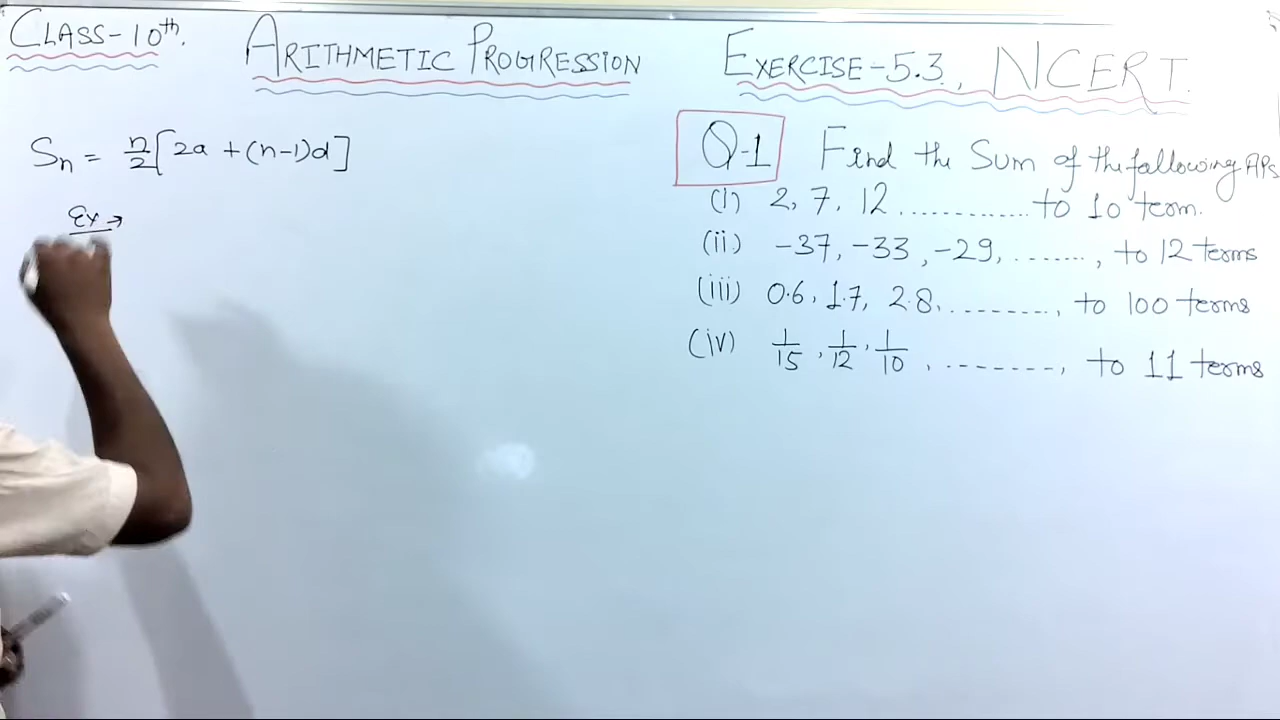 CLASS-10th. ARITHMETIC PROGRESSION EXERCISE-5.3, NCERT
Sn = n/2[2a+(n-1)d]
Ex→
Q-1 Find the Sum of the following APs
(i) 2, 7, 12............. to 10 term.
(ii) -37, -33, -29, ......., to 12 terms
(iii) 0.6, 1.7, 2.8, ........., to 100 terms
(iv) 1/15, 1/12, 1/10, ........, to 11 terms